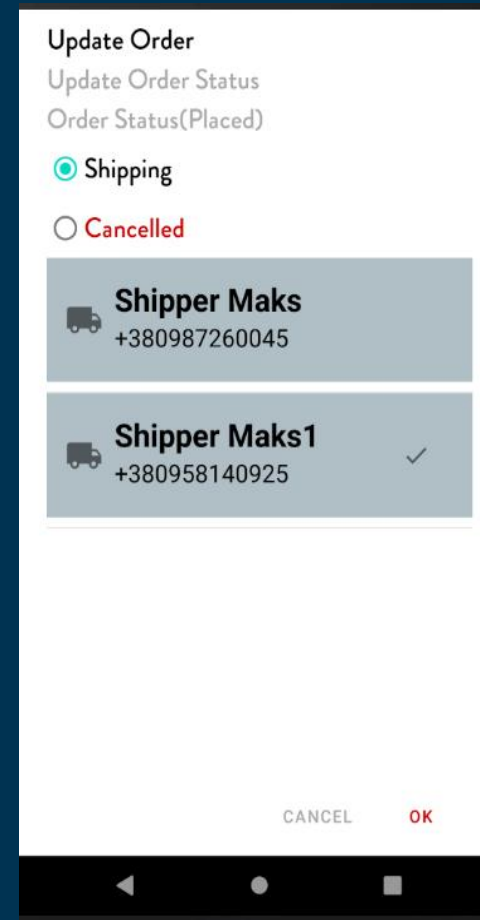 Update Order
Update Order Status
Order Status(Placed)
Shipping
Cancelled
Shipper Maks
+380987260045
Shipper Maks1
+380958140925
CANCEL OK